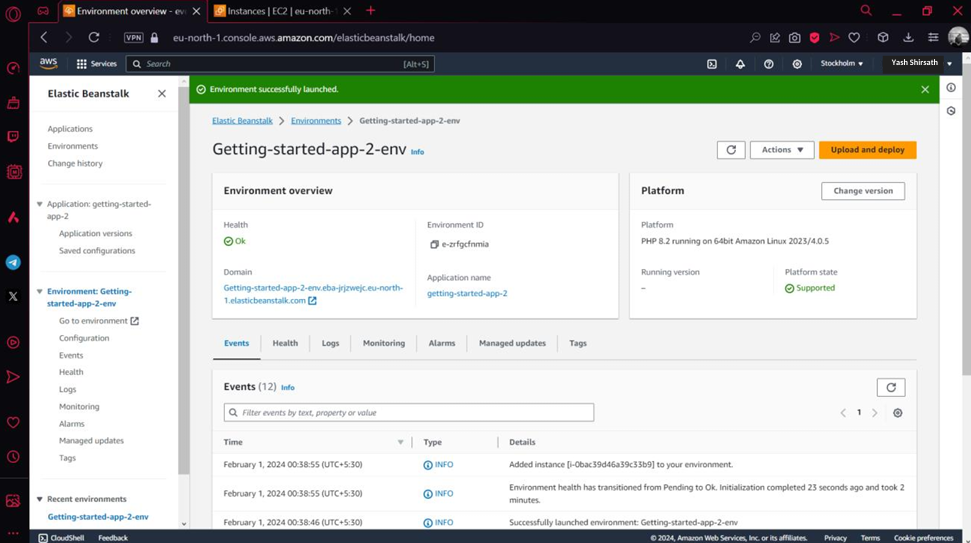 Environment overview - eve
Instances | EC2 | eu-north-1
VPN
eu-north-1.console.aws.amazon.com/elasticbeanstalk/home
aws
Services
Search
[Alt+S]
Stockholm
Yash Shirsath
Elastic Beanstalk
Applications
Environments
Change history
Application: getting-started-
app-2
Application versions
Saved configurations
Environment: Getting-
started-app-2-env
Go to environment
Configuration
Events
Health
Logs
Monitoring
Alarms
Managed updates
Tags
Recent environments
Getting-started-app-2-env
Environment successfully launched.
Elastic Beanstalk
Environments
Getting-started-app-2-env
Getting-started-app-2-env Info
Actions
Upload and deploy
Environment overview
Health
Ok
Domain
Getting-started-app-2-env.eba-jrjzwejc.eu-north-
1.elasticbeanstalk.com
Environment ID
e-zrfgcfnmia
Application name
getting-started-app-2
Platform
Change version
Platform
PHP 8.2 running on 64bit Amazon Linux 2023/4.0.5
Running version
–
Platform state
Supported
Events
Health
Logs
Monitoring
Alarms
Managed updates
Tags
Events (12) Info
Filter events by text, property or value
1
Time
Type
Details
February 1, 2024 00:38:55 (UTC+5:30)
INFO
Added instance [i-0bac39d46a39c33b9] to your environment.
February 1, 2024 00:38:55 (UTC+5:30)
INFO
Environment health has transitioned from Pending to Ok. Initialization completed 23 seconds ago and took 2
minutes.
February 1, 2024 00:38:46 (UTC+5:30)
INFO
Successfully launched environment: Getting-started-app-2-env
CloudShell
Feedback
© 2024, Amazon Web Services, Inc. or its affiliates.
Privacy
Terms
Cookie preferences